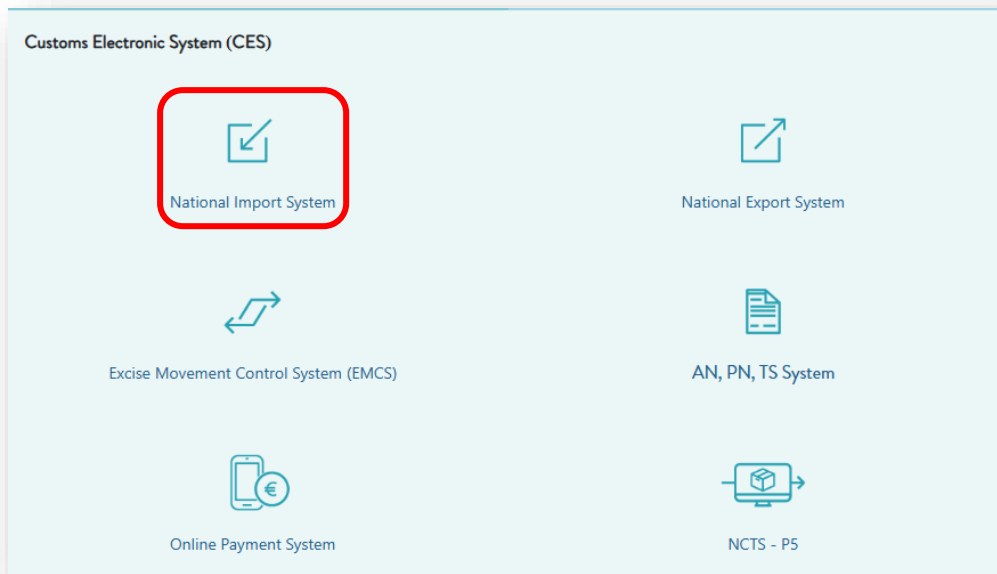 Customs Electronic System (CES)
National Import System
National Export System
Excise Movement Control System (EMCS)
AN, PN, TS System
€
Online Payment System
NCTS - P5